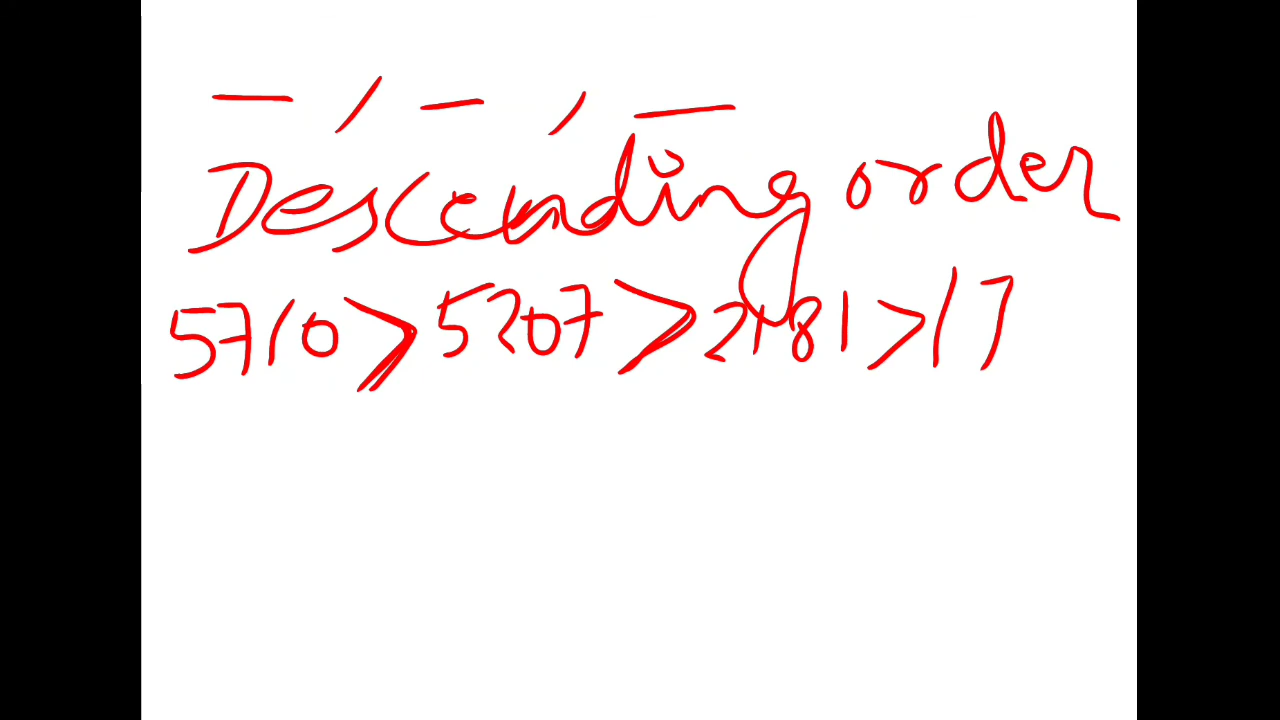 — , — , —
Descending order
5710 > 5207 > 2181 > 17